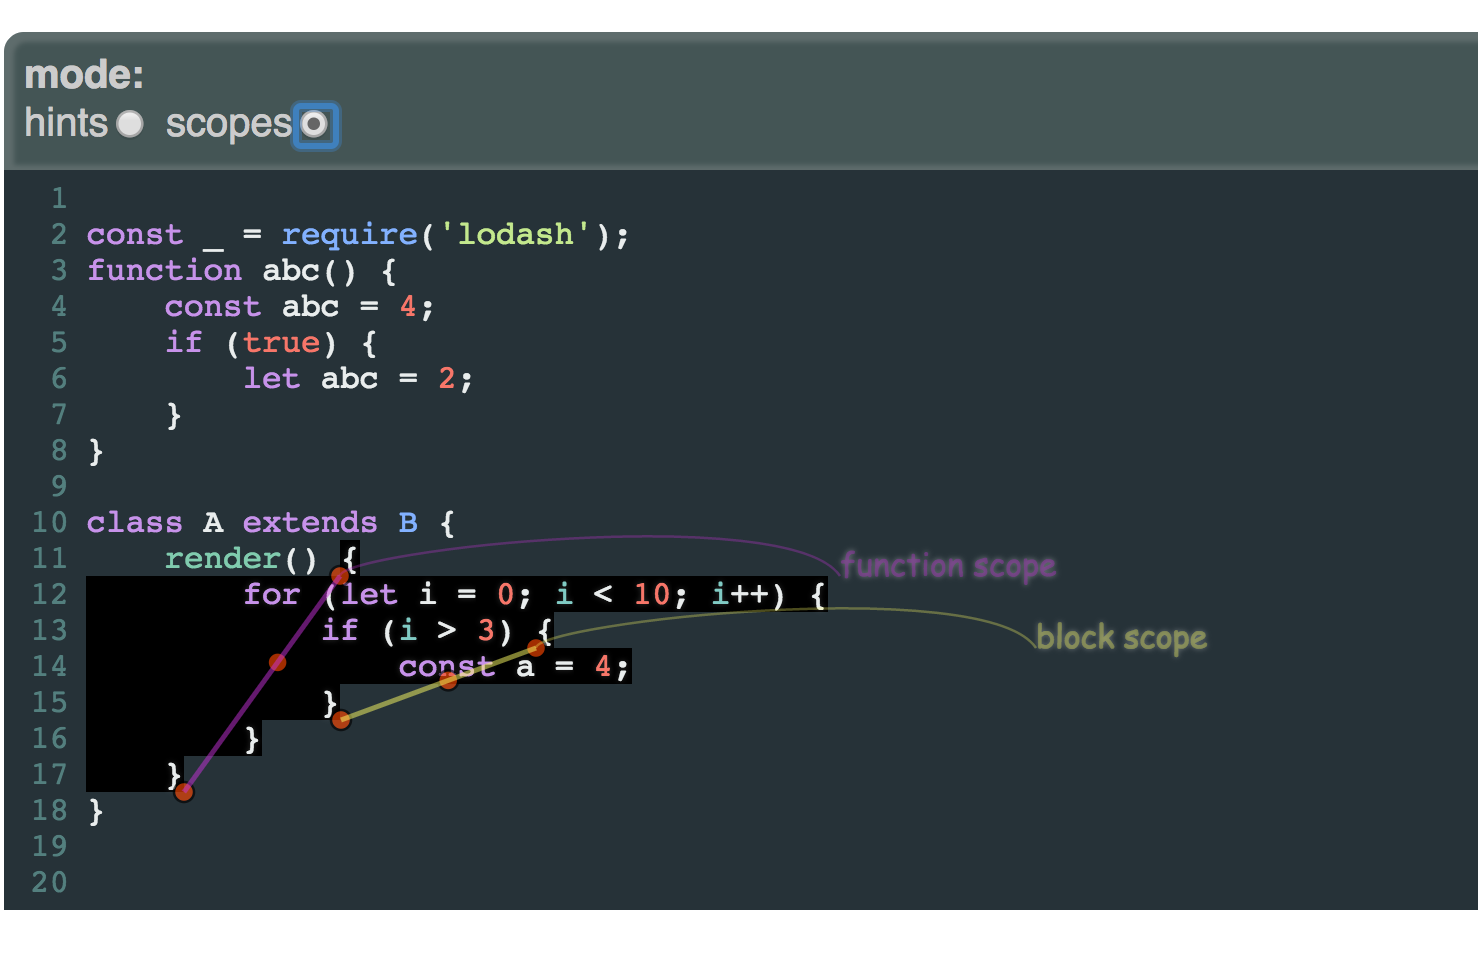 mode:
hints scopes
1
2 const _ = require('lodash');
3 function abc() {
4     const abc = 4;
5     if (true) {
6         let abc = 2;
7     }
8 }
9
10 class A extends B {
11     render() {
function scope
12         for (let i = 0; i < 10; i++) {
13             if (i > 3) {
block scope
14                 const a = 4;
15             }
16         }
17     }
18 }
19
20